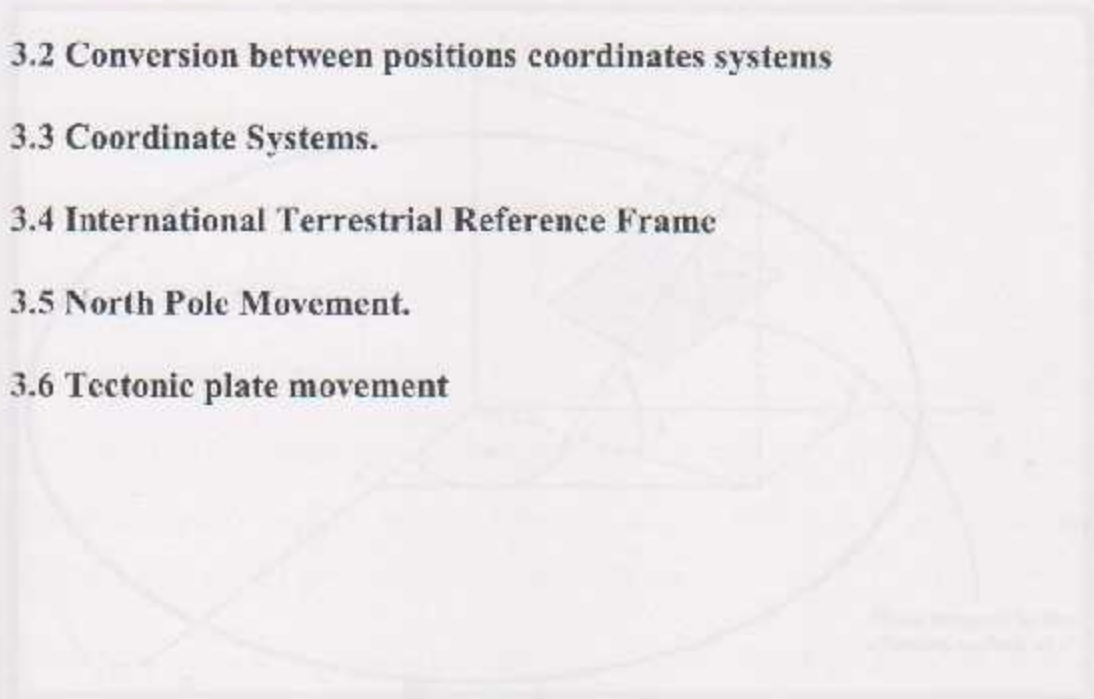 3.2 Conversion between positions coordinates systems
3.3 Coordinate Systems.
3.4 International Terrestrial Reference Frame
3.5 North Pole Movement.
3.6 Tectonic plate movement